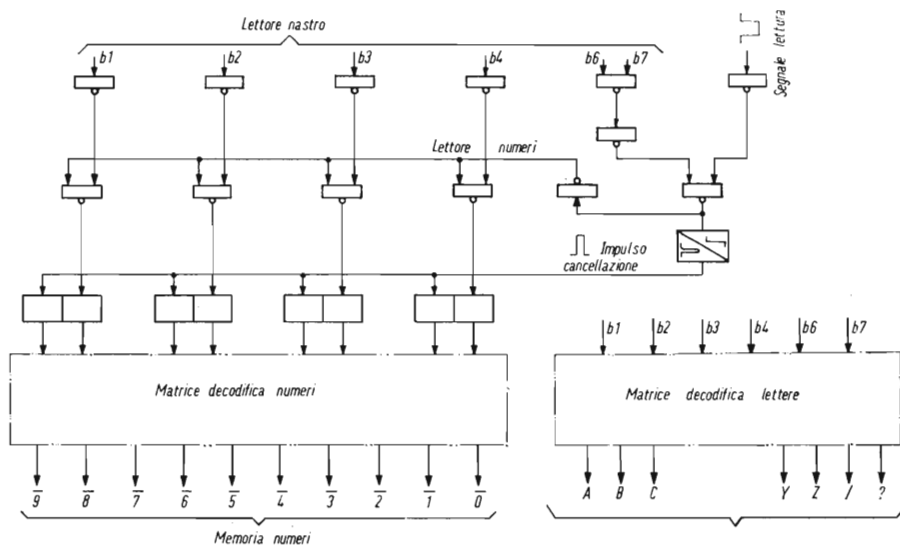 Lettore nastro
b1 b2 b3 b4 b6 b7
Segnale lettura
Lettore numeri
Impulso
cancellazione
b1 b2 b3 b4 b6 b7
Matrice decodifica numeri
Matrice decodifica lettere
9̅ 8̅ 7̅ 6̅ 5̅ 4̅ 3̅ 2̅ 1̅ 0̅
A B C Y Z / ?
Memoria numeri